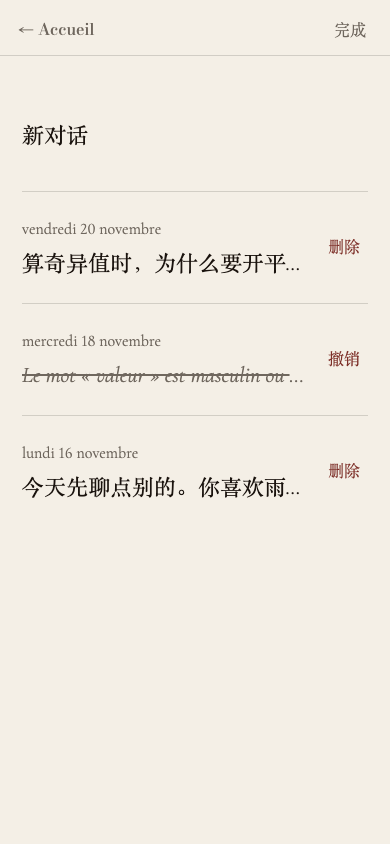 ← Accueil
完成
新对话
vendredi 20 novembre
算奇异值时，为什么要开平...
删除
mercredi 18 novembre
Le mot « valeur » est masculin ou ...
撤销
lundi 16 novembre
今天先聊点别的。你喜欢雨...
删除